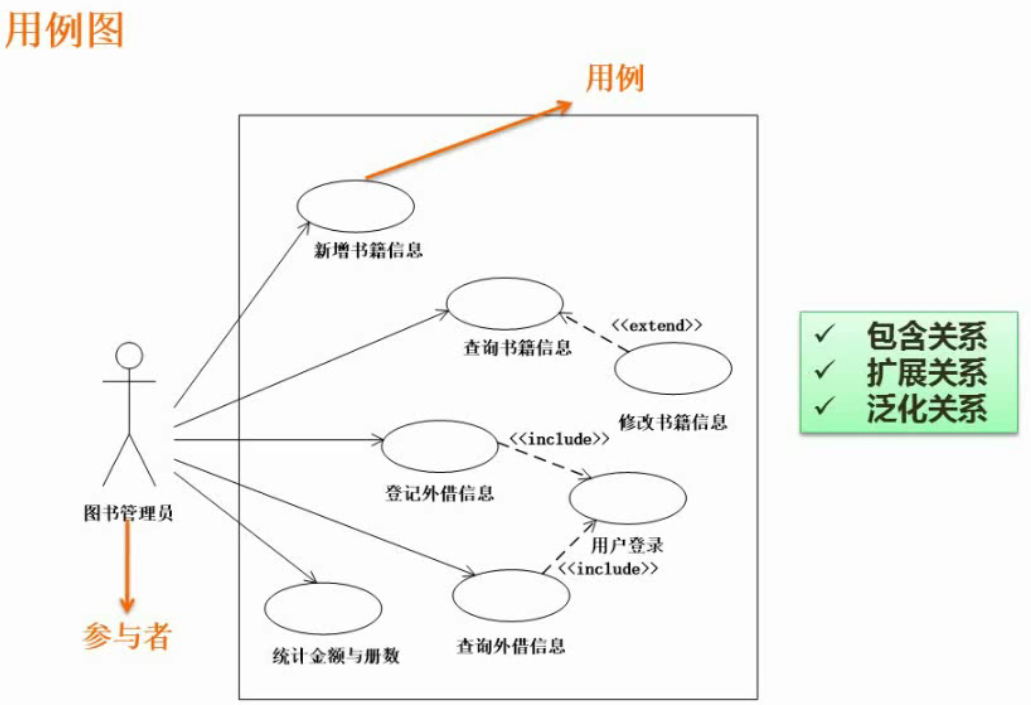 用例图
用例
新增书籍信息
查询书籍信息
<<extend>>
修改书籍信息
✓ 包含关系
✓ 扩展关系
✓ 泛化关系
登记外借信息
<<include>>
图书管理员
用户登录
<<include>>
参与者
统计金额与册数
查询外借信息